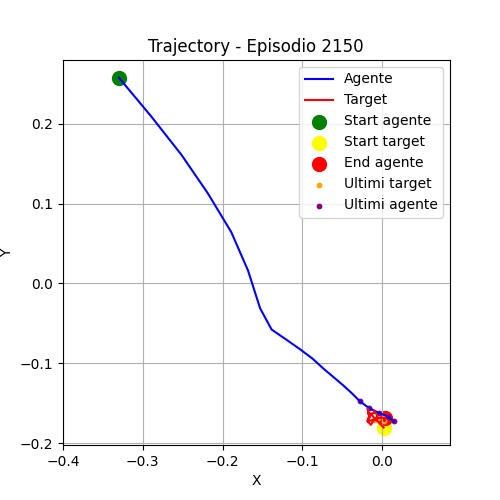 Trajectory - Episodio 2150
Agente
Target
Start agente
Start target
End agente
Ultimi target
Ultimi agente
Y
0.2
0.1
0.0
−0.1
−0.2
−0.4
−0.3
−0.2
−0.1
0.0
X